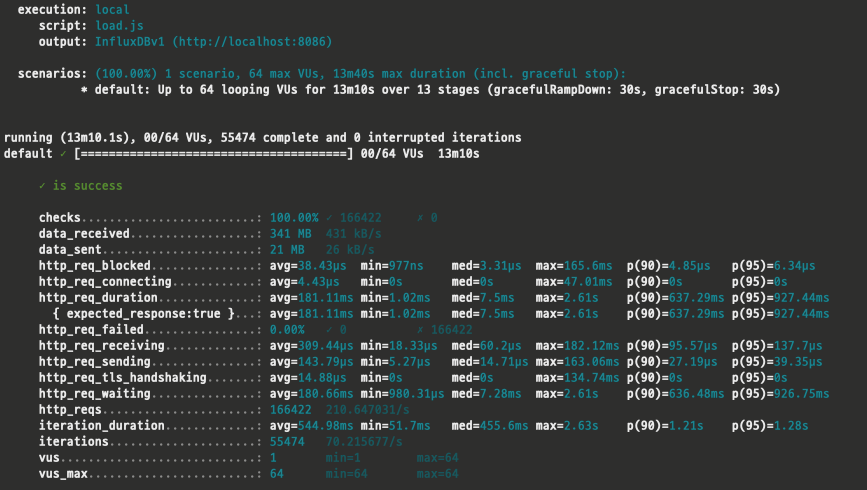 execution: local
script: load.js
output: InfluxDBv1 (http://localhost:8086)
scenarios: (100.00%) 1 scenario, 64 max VUs, 13m40s max duration (incl. graceful stop):
* default: Up to 64 looping VUs for 13m10s over 13 stages (gracefulRampDown: 30s, gracefulStop: 30s)
running (13m10.1s), 00/64 VUs, 55474 complete and 0 interrupted iterations
default ✓ [======================================] 00/64 VUs  13m10s
✓ is success
checks.........................: 100.00% ✓ 166422     ✗ 0
data_received..................: 341 MB  431 kB/s
data_sent......................: 21 MB   26 kB/s
http_req_blocked...............: avg=38.43µs  min=977ns    med=3.31µs  max=165.6ms  p(90)=4.85µs   p(95)=6.34µs
http_req_connecting............: avg=4.43µs   min=0s       med=0s      max=47.01ms  p(90)=0s       p(95)=0s
http_req_duration..............: avg=181.11ms min=1.02ms   med=7.5ms   max=2.61s    p(90)=637.29ms p(95)=927.44ms
{ expected_response:true }...: avg=181.11ms min=1.02ms   med=7.5ms   max=2.61s    p(90)=637.29ms p(95)=927.44ms
http_req_failed................: 0.00%   ✓ 0          ✗ 166422
http_req_receiving.............: avg=309.44µs min=18.33µs  med=60.2µs  max=182.12ms p(90)=95.57µs  p(95)=137.7µs
http_req_sending...............: avg=143.79µs min=5.27µs   med=14.71µs max=163.06ms p(90)=27.19µs  p(95)=39.35µs
http_req_tls_handshaking.......: avg=14.88µs  min=0s       med=0s      max=134.74ms p(90)=0s       p(95)=0s
http_req_waiting...............: avg=180.66ms min=980.31µs med=7.28ms  max=2.61s    p(90)=636.48ms p(95)=926.75ms
http_reqs......................: 166422  210.647031/s
iteration_duration.............: avg=544.98ms min=51.7ms   med=455.6ms max=2.63s    p(90)=1.21s    p(95)=1.28s
iterations.....................: 55474   70.215677/s
vus............................: 1       min=1        max=64
vus_max........................: 64      min=64       max=64